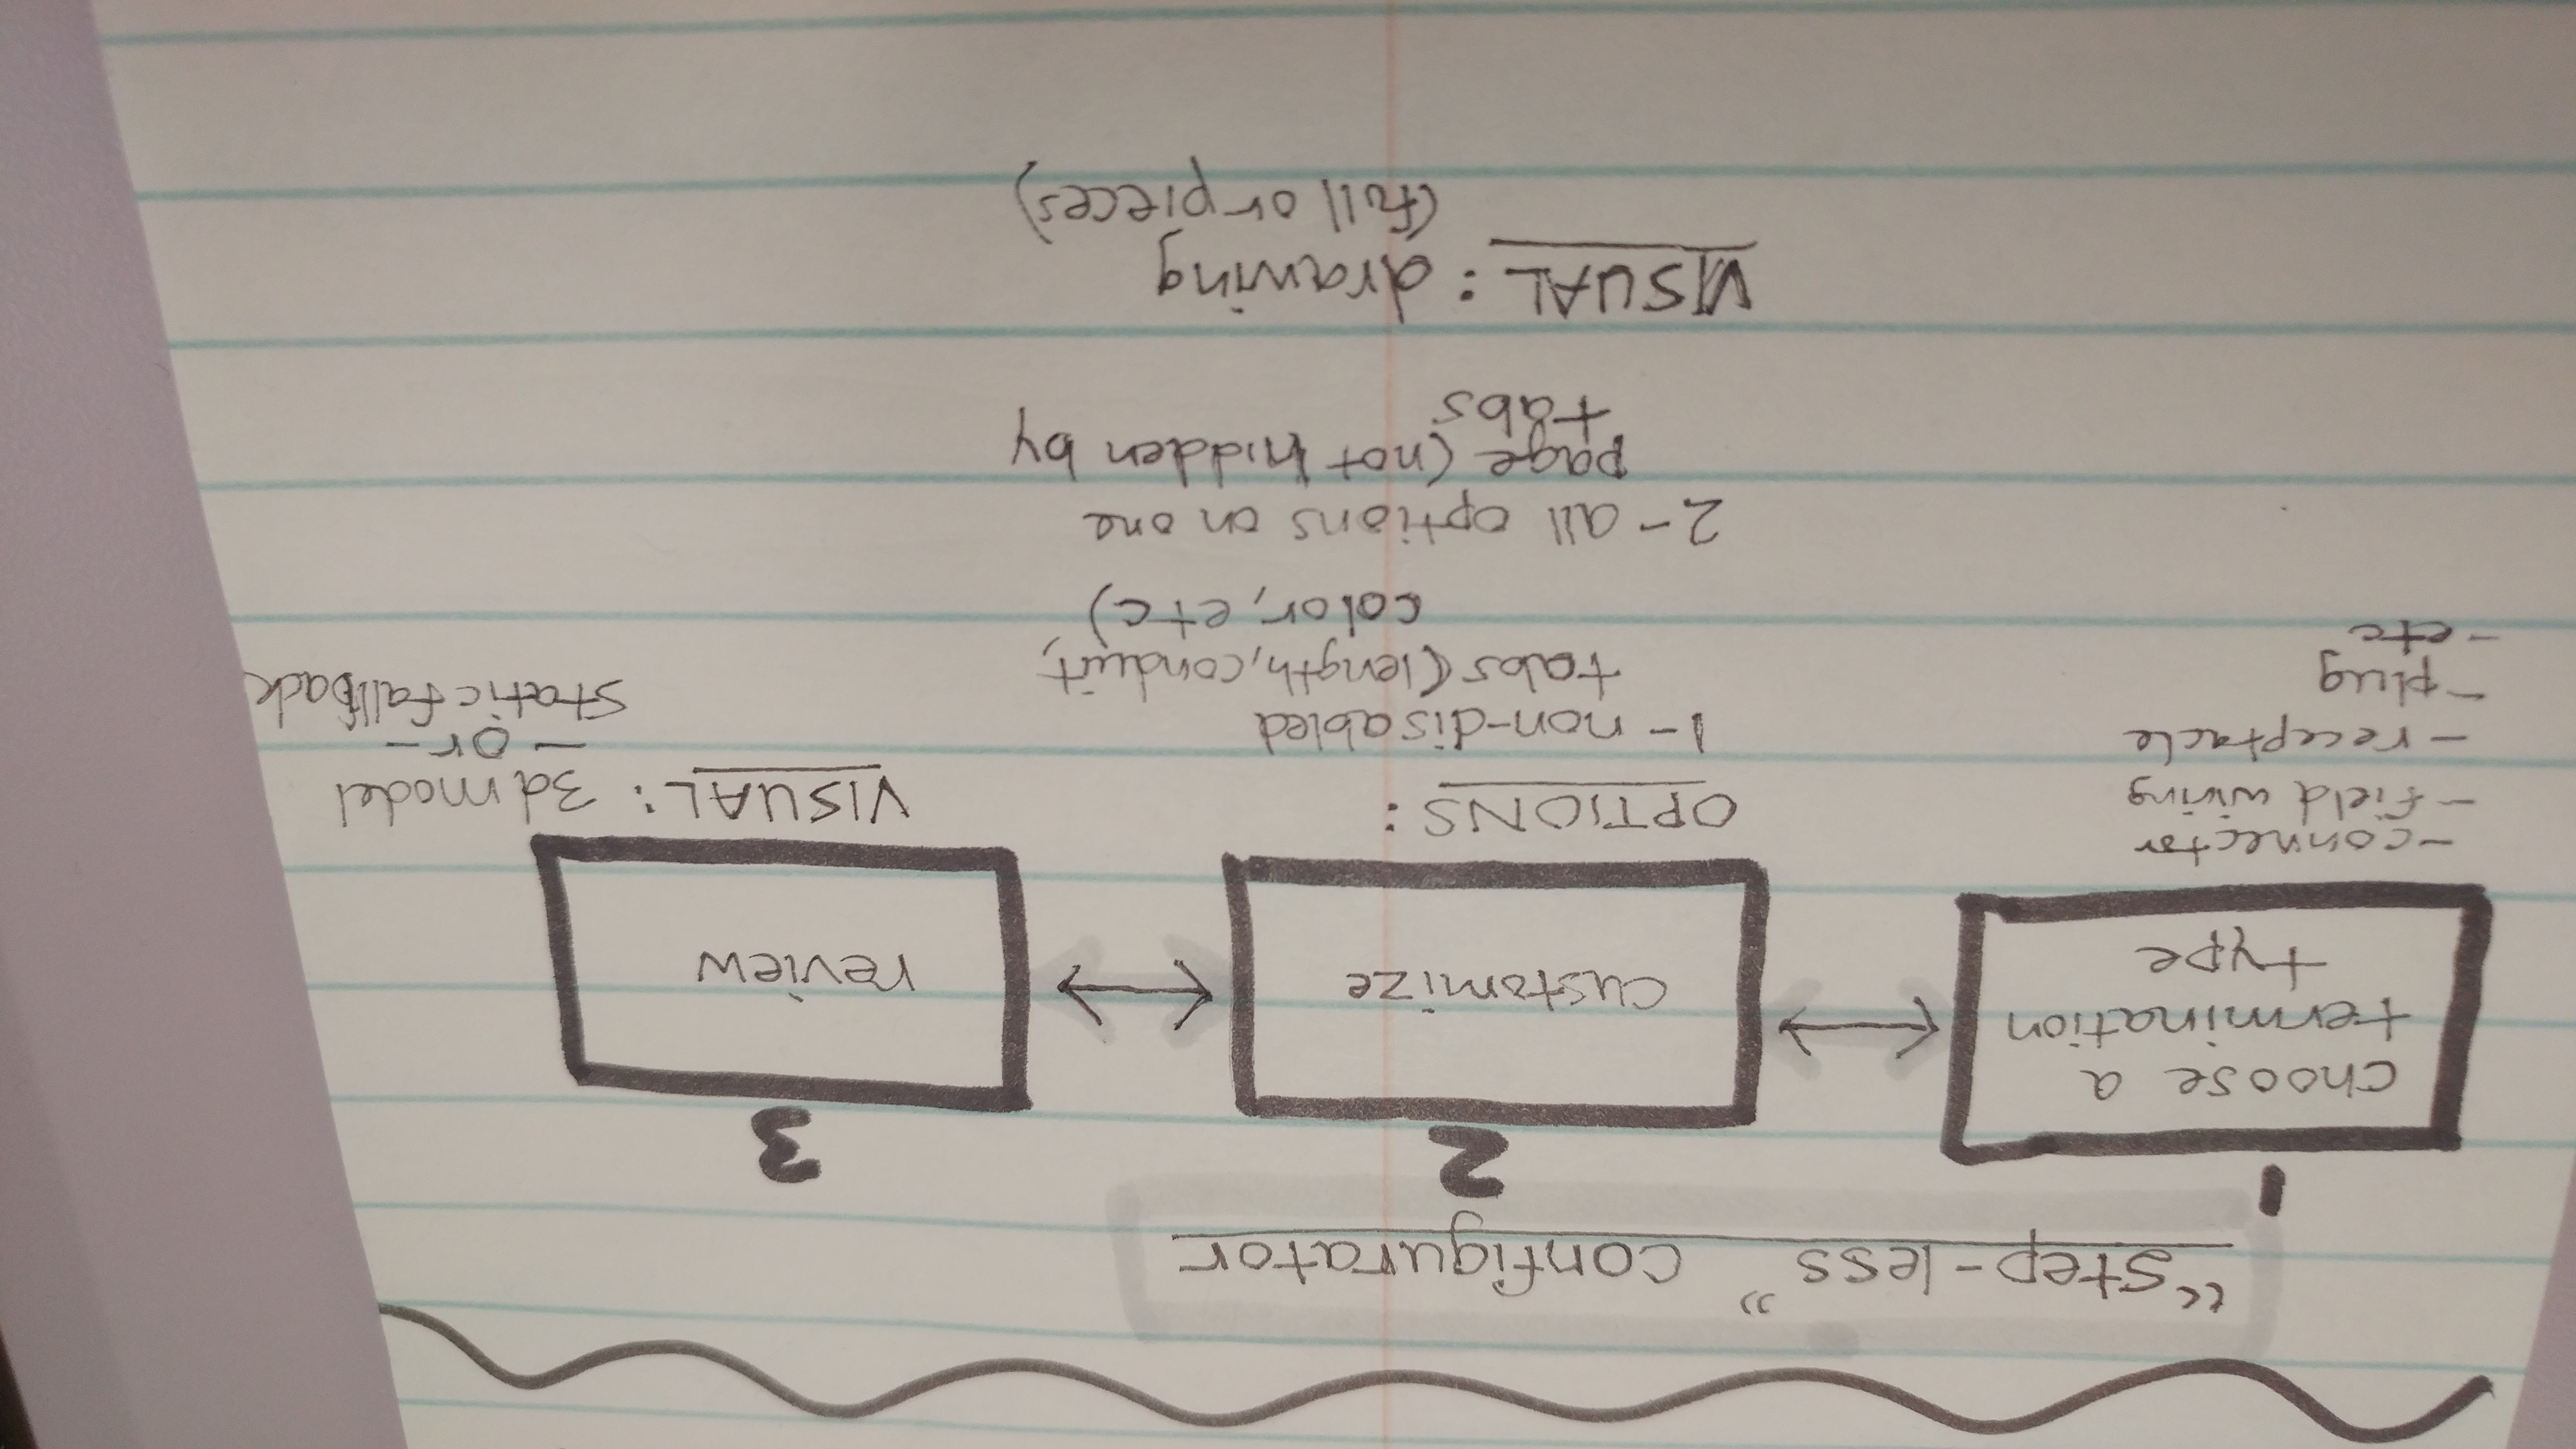 “step-less” configurator
1
choose a
termination
type
- connector
- field wiring
- receptacle
- plug
- etc
2
customize
OPTIONS:
1- non-disabled
tabs (length, conduit,
color, etc)
2- all options on one
page (not hidden by
tabs
VISUAL: drawing
(full or pieces)
3
review
VISUAL: 3d model
- or -
static fallback